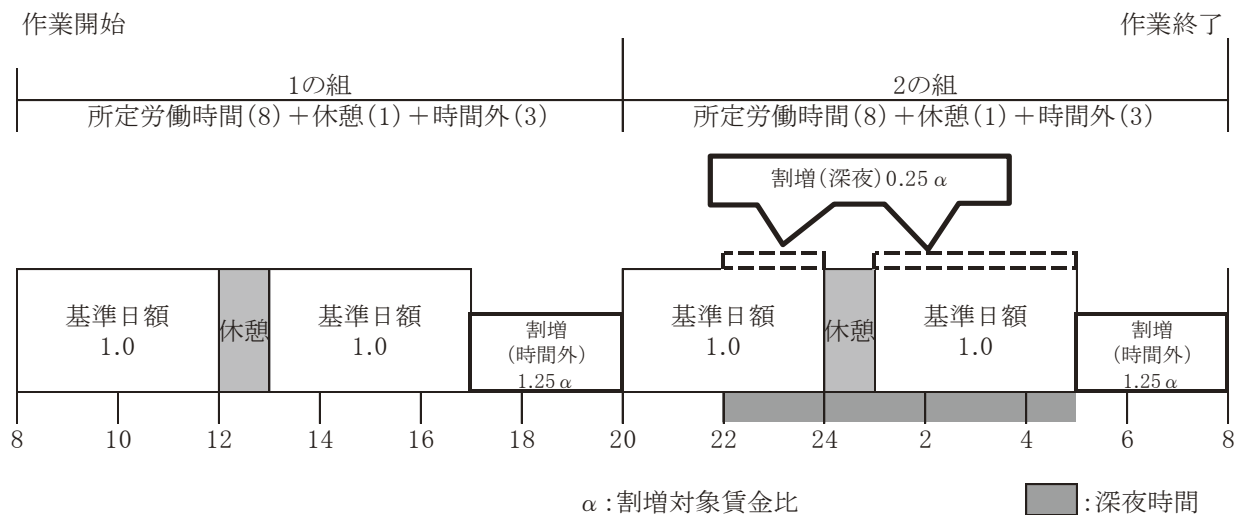 作業開始
作業終了
1の組
2の組
所定労働時間(8)+休憩(1)+時間外(3)
所定労働時間(8)+休憩(1)+時間外(3)
割増(深夜)0.25α
基準日額
1.0
休憩
基準日額
1.0
割増
(時間外)
1.25α
基準日額
1.0
休憩
基準日額
1.0
割増
(時間外)
1.25α
8 10 12 14 16 18 20 22 24 2 4 6 8
α:割増対象賃金比
:深夜時間